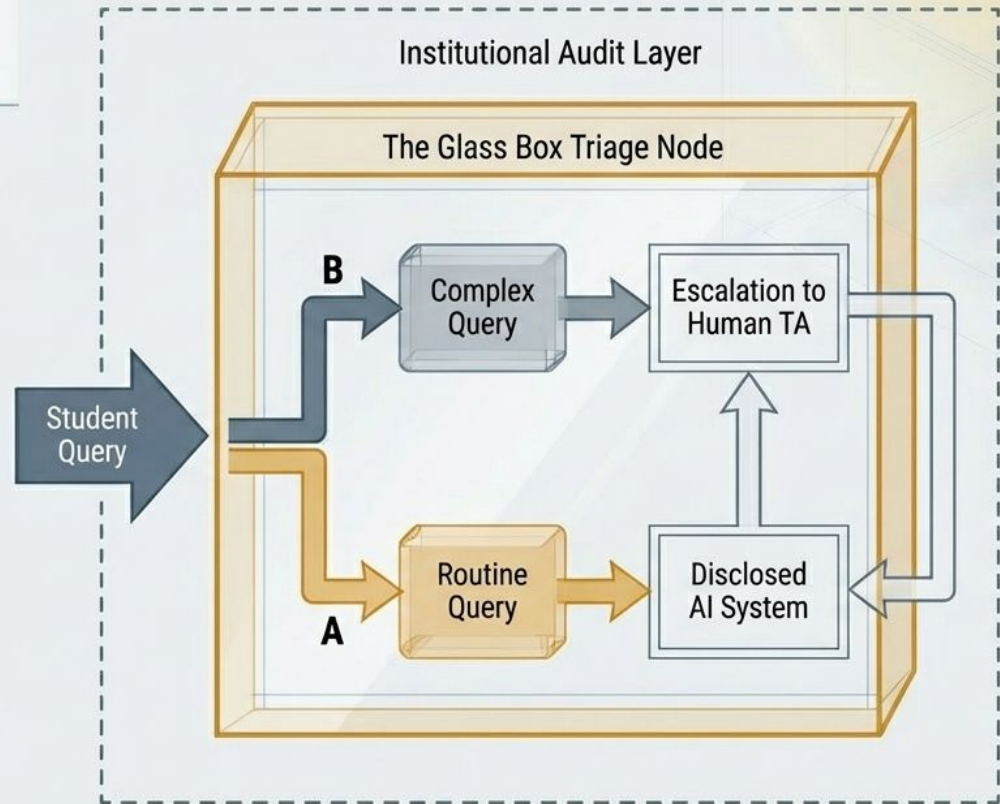 Institutional Audit Layer
The Glass Box Triage Node
Student
Query
B
Complex
Query
Escalation to
Human TA
A
Routine
Query
Disclosed
AI System